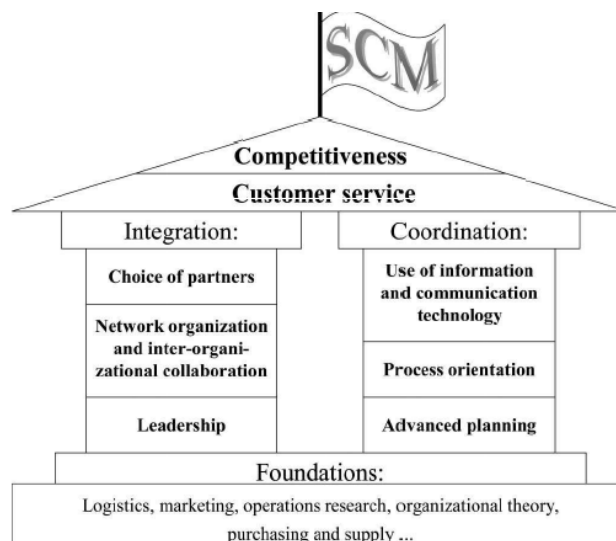 SCM
Competitiveness
Customer service
Integration:
Choice of partners
Network organization
and inter-organi-
zational collaboration
Leadership
Coordination:
Use of information
and communication
technology
Process orientation
Advanced planning
Foundations:
Logistics, marketing, operations research, organizational theory,
purchasing and supply ...